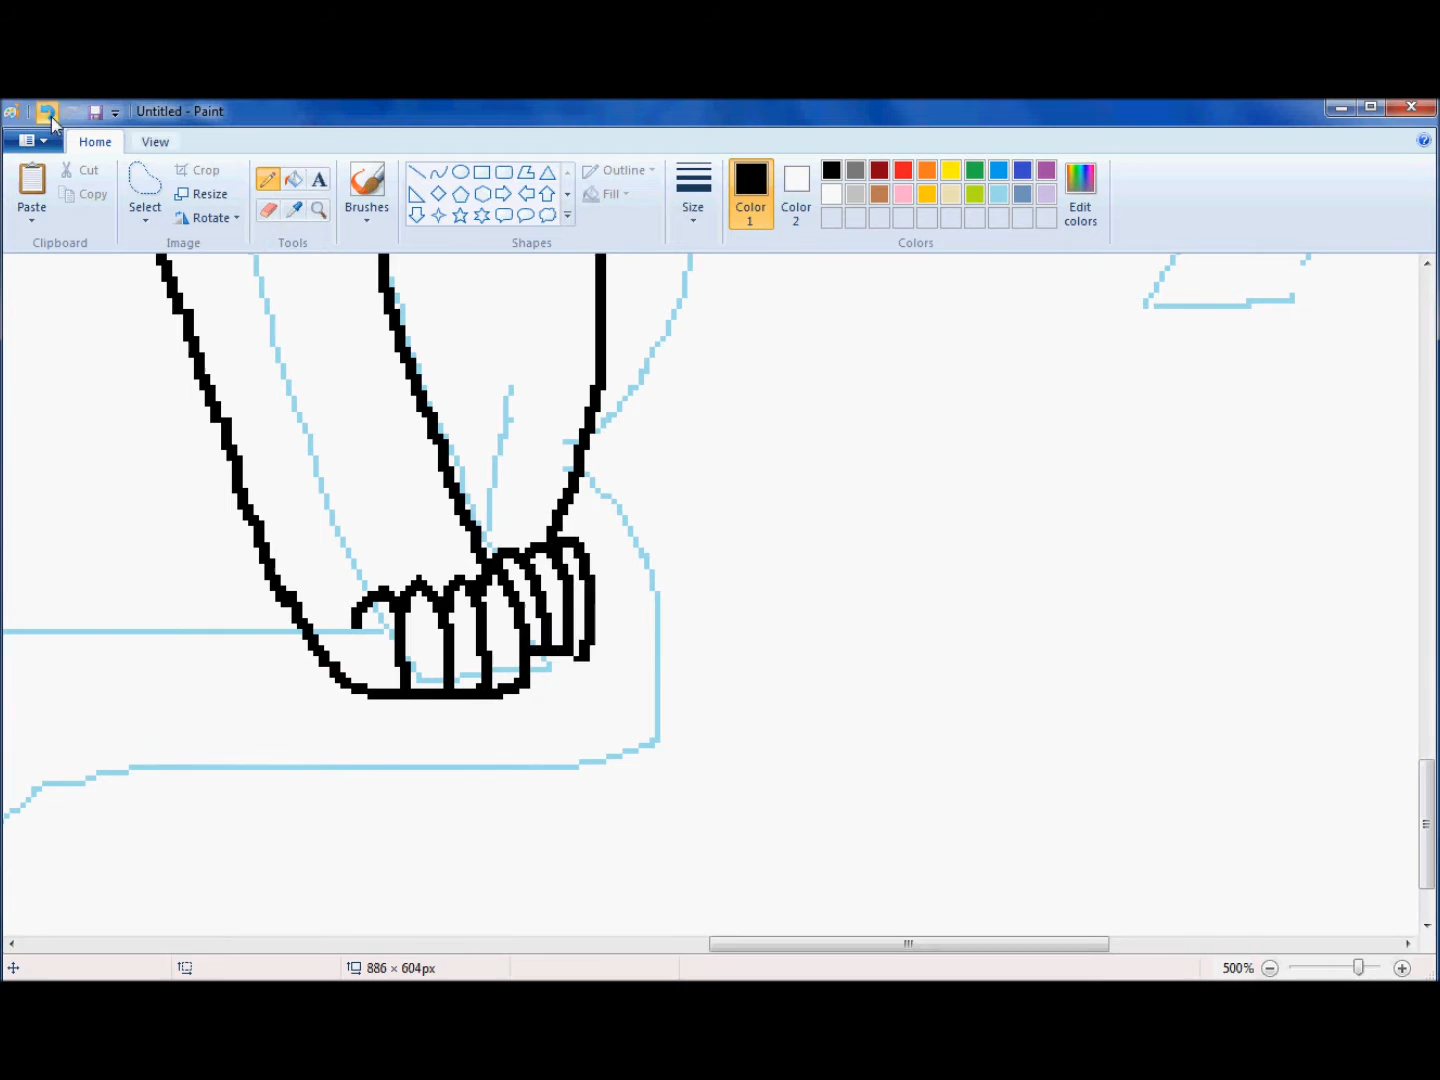 Untitled - Paint
Home View
Paste
Cut
Copy
Clipboard
Select
Crop
Resize
Rotate
Image
A
Tools
Brushes
Outline
Fill
Shapes
Size
Color 1
Color 2
Edit colors
Colors
886 × 604px
500%